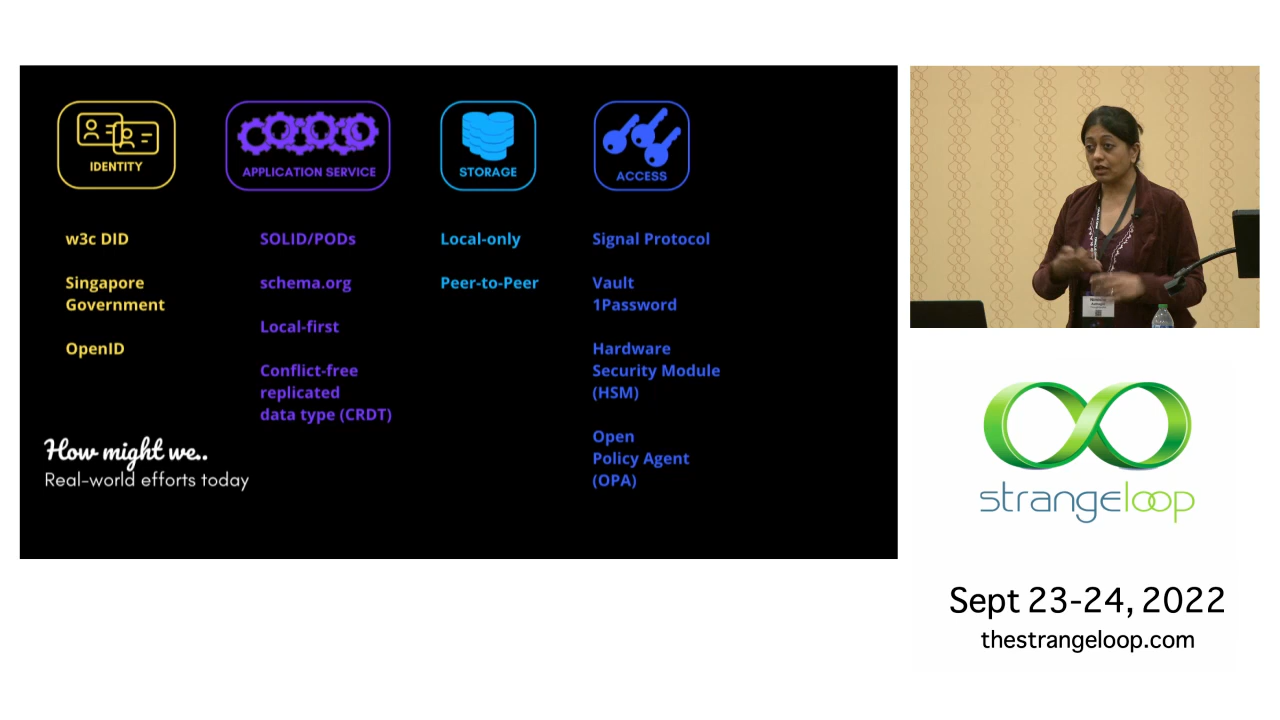 IDENTITY
w3c DID
Singapore
Government
OpenID
APPLICATION SERVICE
SOLID/PODs
schema.org
Local-first
Conflict-free
replicated
data type (CRDT)
STORAGE
Local-only
Peer-to-Peer
ACCESS
Signal Protocol
Vault
1Password
Hardware
Security Module
(HSM)
Open
Policy Agent
(OPA)
How might we..
Real-world efforts today
strangeloop
Sept 23-24, 2022
thestrangeloop.com